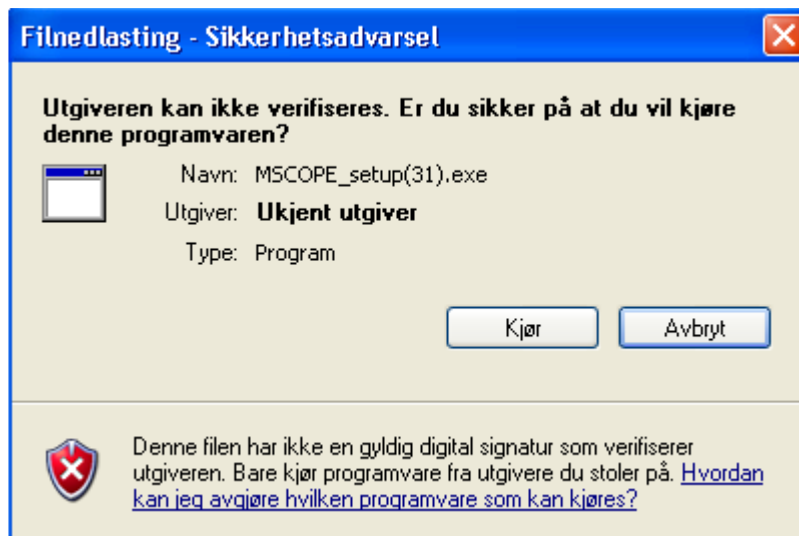 Filnedlasting - Sikkerhetsadvarsel
Utgiveren kan ikke verifiseres. Er du sikker på at du vil kjøre
denne programvaren?
Navn: MSCOPE_setup(31).exe
Utgiver: Ukjent utgiver
Type: Program
Kjør Avbryt
Denne filen har ikke en gyldig digital signatur som verifiserer
utgiveren. Bare kjør programvare fra utgivere du stoler på. Hvordan
kan jeg avgjøre hvilken programvare som kan kjøres?